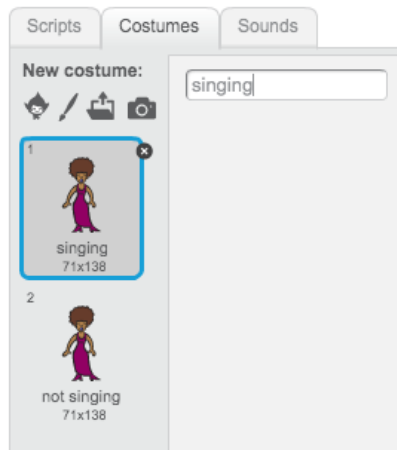 Scripts Costumes Sounds
New costume:
singing
1
singing
71x138
2
not singing
71x138